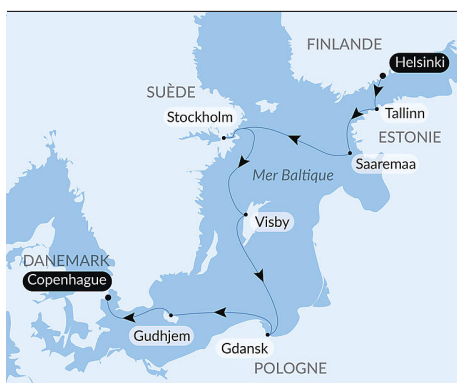 FINLANDE
Helsinki
SUÈDE
Stockholm
Tallinn
ESTONIE
Saaremaa
Mer Baltique
Visby
DANEMARK
Copenhague
Gudhjem
Gdansk
POLOGNE